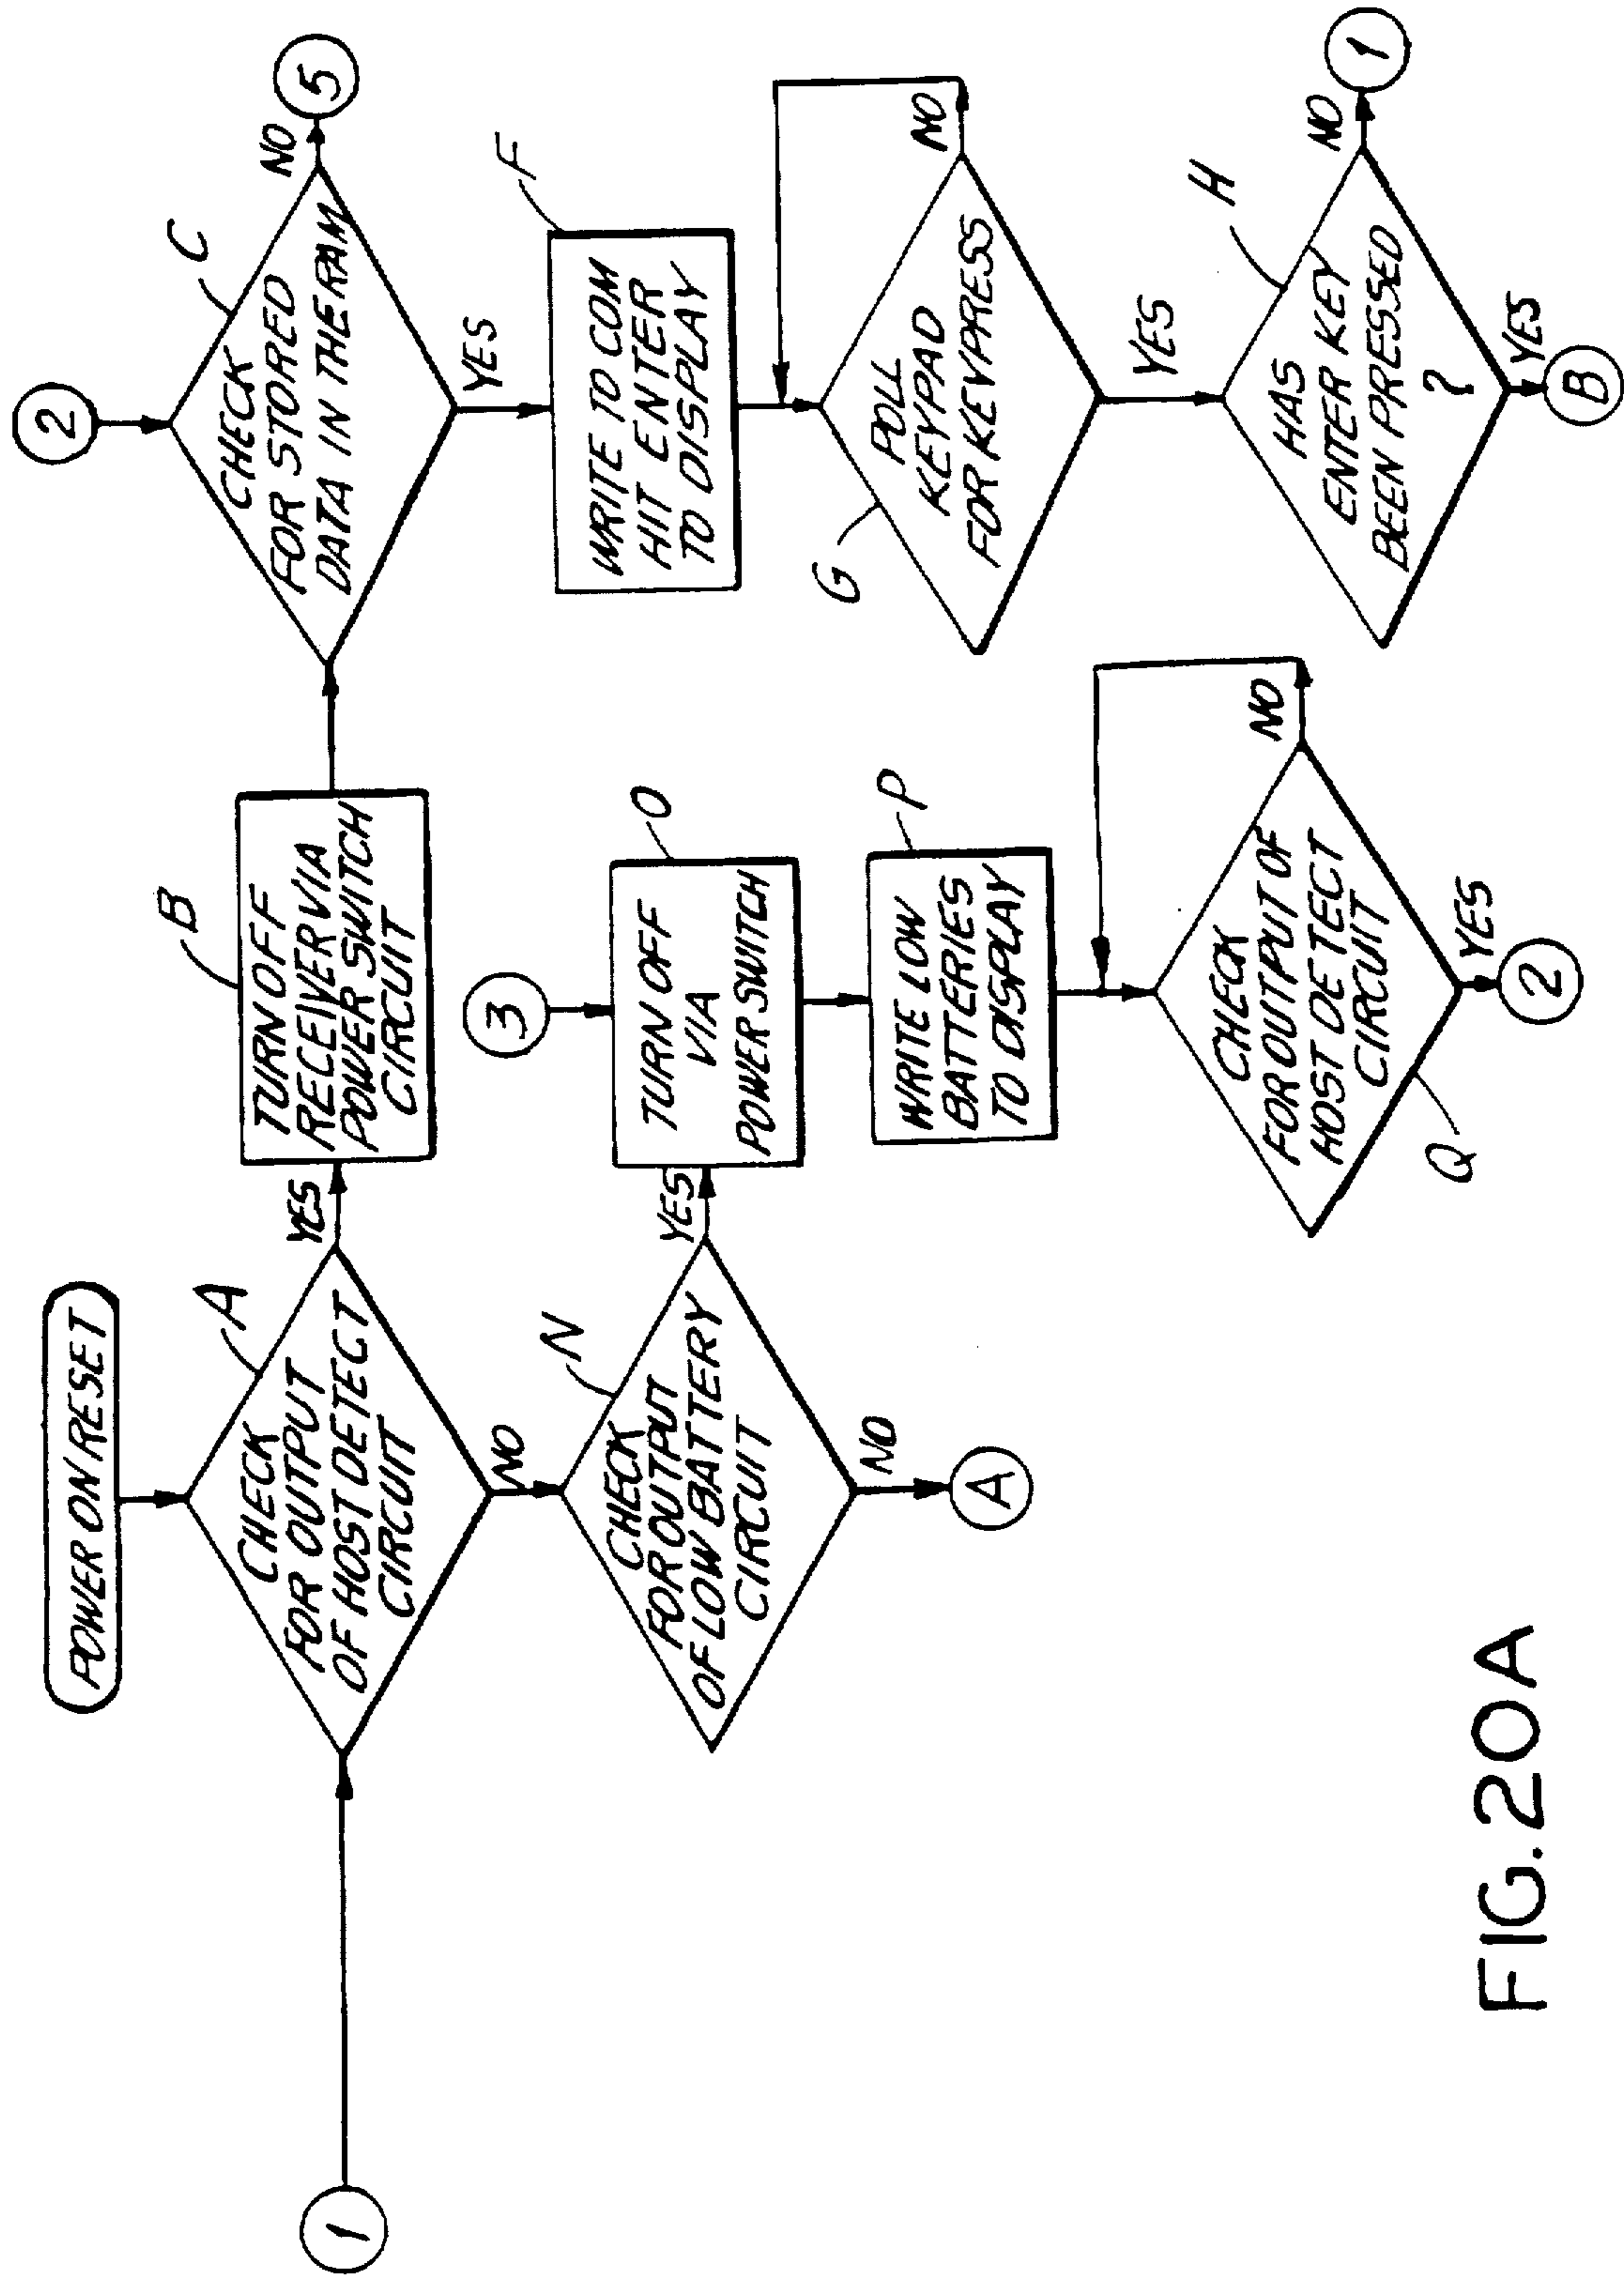 POWER ON RESET
1
A
CHECK
FOR OUTPUT
OF HOST DETECT
CIRCUIT
YES
NO
B
TURN OFF
RECEIVER VIA
POWER SWITCH
CIRCUIT
2
C
CHECK
FOR STORED
DATA IN THE RAM
NO
5
YES
F
WRITE TO COM
HIT ENTER
TO DISPLAY
G
POLL
KEYPAD
FOR KEYPRESS
NO
YES
H
HAS
ENTER KEY
BEEN PRESSED
?
NO
1
YES
B
N
CHECK
FOR OUTPUT
OF LOW BATTERY
CIRCUIT
YES
NO
A
3
O
TURN OFF
VIA
POWER SWITCH
P
WRITE LOW
BATTERIES
TO DISPLAY
CHECK
FOR OUTPUT OF
HOST DETECT
CIRCUIT
Q
NO
YES
2
FIG. 20A